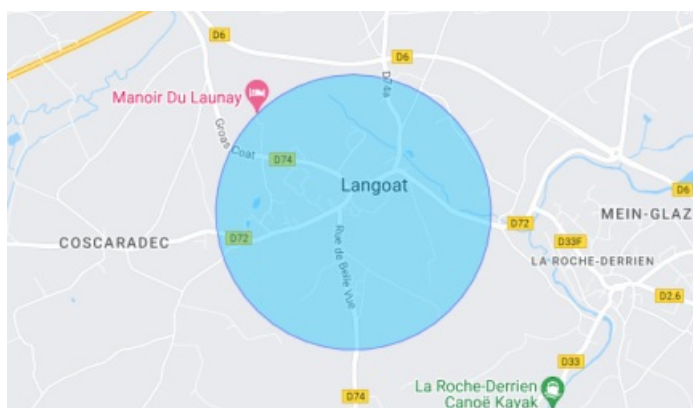 D6
D6
D74a
Manoir Du Launay
Groas Coat
D74
Langoat
D6
D72
MEIN-GLAZ
COSCARADEC
D72
Rue de Belle Vue
D33F
LA ROCHE-DERRIEN
D2.6
D33
D74
La Roche-Derrien
Canoë Kayak